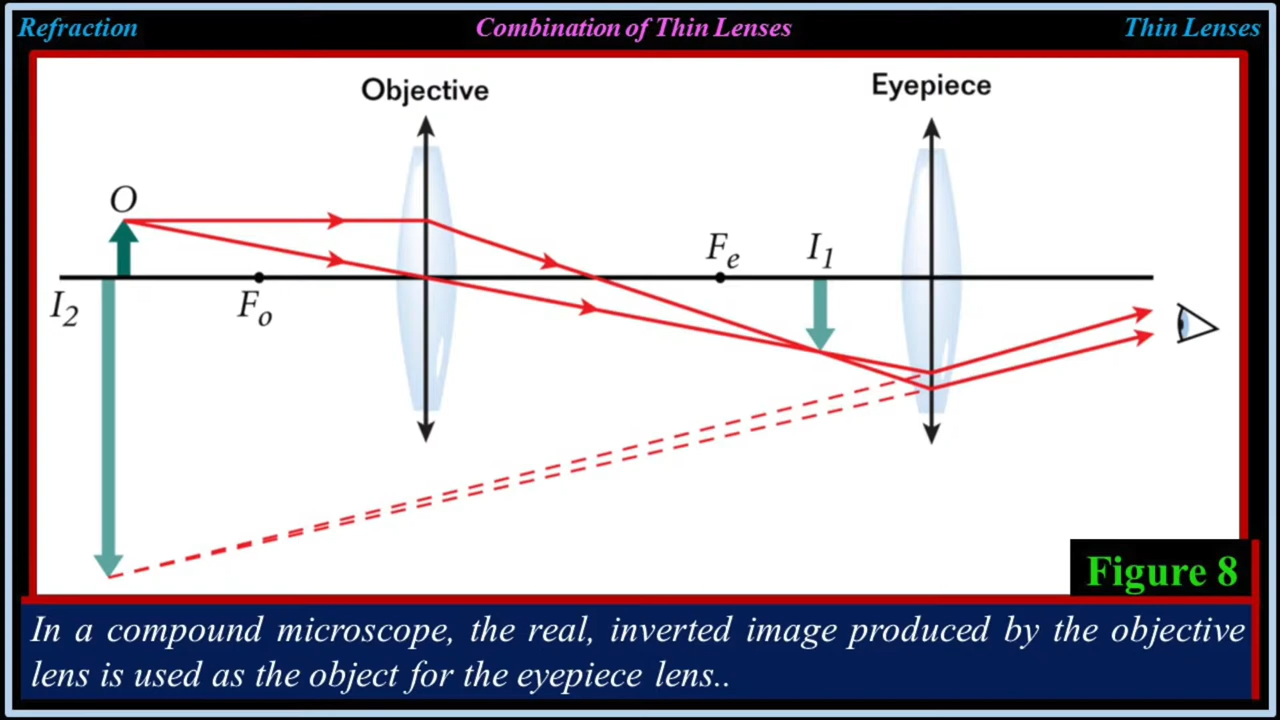 Refraction
Combination of Thin Lenses
Thin Lenses
Objective
Eyepiece
O
Fe
I1
I2
Fo
Figure 8
In a compound microscope, the real, inverted image produced by the objective
lens is used as the object for the eyepiece lens..